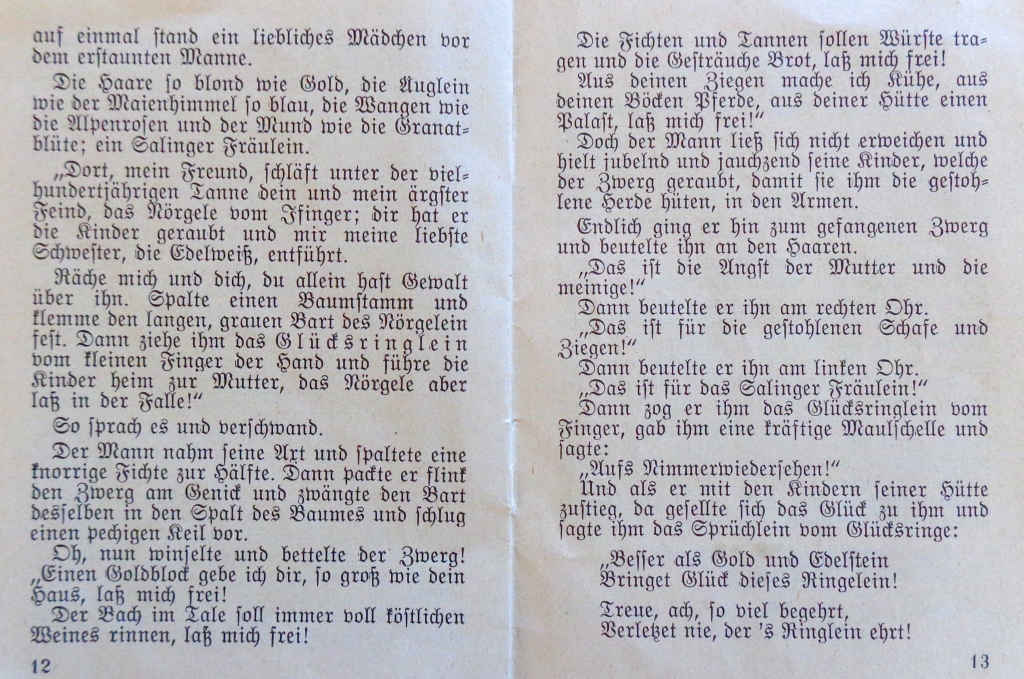 auf einmal stand ein liebliches Mädchen vor
dem erstaunten Manne.
Die Haare so blond wie Gold, die Äuglein
wie der Maienhimmel so blau, die Wangen wie
die Alpenrosen und der Mund wie die Granat-
blüte; ein Salinger Fräulein.
„Dort, mein Freund, schläft unter der viel-
hundertjährigen Tanne dein und mein ärgster
Feind, das Nörgele vom Ifinger; dir hat er
die Kinder geraubt und mir meine liebste
Schwester, die Edelweiß, entführt.
Räche mich und dich, du allein hast Gewalt
über ihn. Spalte einen Baumstamm und
klemme den langen, grauen Bart des Nörgelein
fest. Dann ziehe ihm das Glücksringlein
vom kleinen Finger der Hand und führe die
Kinder heim zur Mutter, das Nörgele aber
laß in der Falle!“
So sprach es und verschwand.
Der Mann nahm seine Axt und spaltete eine
knorrige Fichte zur Hälfte. Dann packte er flink
den Zwerg am Genick und zwängte den Bart
desselben in den Spalt des Baumes und schlug
einen pechigen Keil vor.
Oh, nun winselte und bettelte der Zwerg!
„Einen Goldblock gebe ich dir, so groß wie dein
Haus, laß mich frei!
Der Bach im Tale soll immer voll köstlichen
Weines rinnen, laß mich frei!
12
Die Fichten und Tannen sollen Würste tra-
gen und die Gesträuche Brot, laß mich frei!
Aus deinen Ziegen mache ich Kühe, aus
deinen Böcken Pferde, aus deiner Hütte einen
Palast, laß mich frei!“
Doch der Mann ließ sich nicht erweichen und
hielt jubelnd und jauchzend seine Kinder, welche
der Zwerg geraubt, damit sie ihm die gestoh-
lene Herde hüten, in den Armen.
Endlich ging er hin zum gefangenen Zwerg
und beutelte ihn an den Haaren.
„Das ist die Angst der Mutter und die
meinige!“
Dann beutelte er ihn am rechten Ohr.
„Das ist für die gestohlenen Schafe und
Ziegen!“
Dann beutelte er ihn am linken Ohr.
„Das ist für das Salinger Fräulein!“
Dann zog er ihm das Glücksringlein vom
Finger, gab ihm eine kräftige Maulschelle und
sagte:
„Aufs Nimmerwiedersehen!“
Und als er mit den Kindern seiner Hütte
zustieg, da gesellte sich das Glück zu ihm und
sagte ihm das Sprüchlein vom Glücksringe:
„Besser als Gold und Edelstein
Bringet Glück dieses Ringelein!
Treue, ach, so viel begehrt,
Verletzet nie, der 's Ringlein ehrt!
13